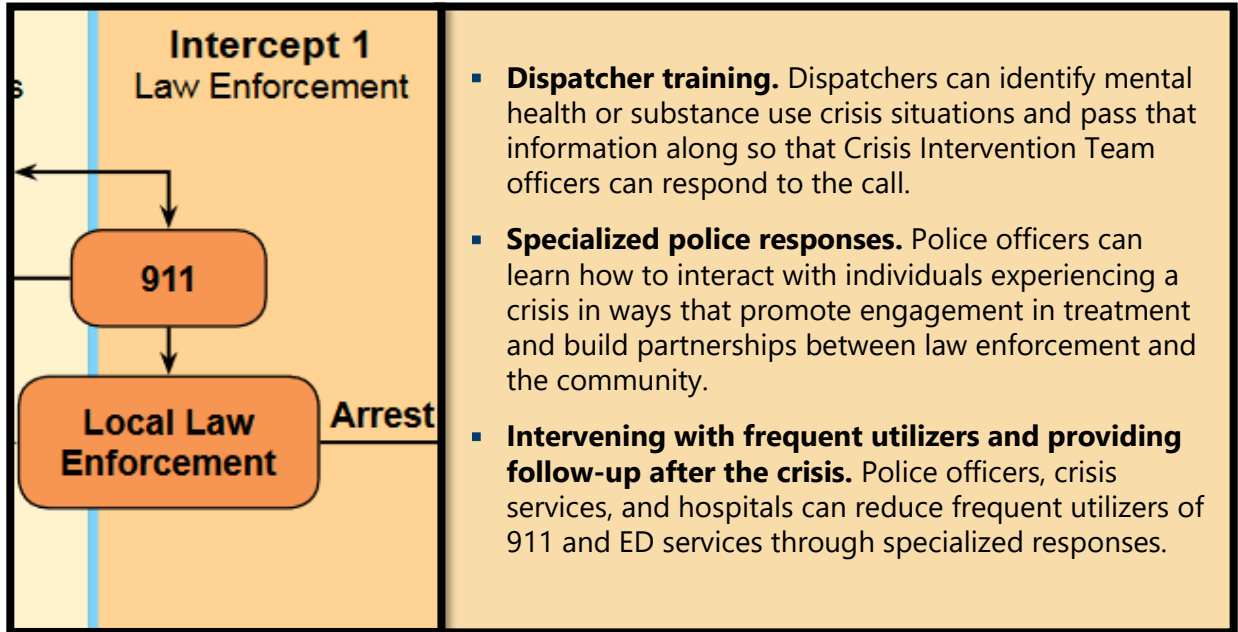 Intercept 1
Law Enforcement
s
911
Local Law
Enforcement
Arrest
▪ Dispatcher training. Dispatchers can identify mental
health or substance use crisis situations and pass that
information along so that Crisis Intervention Team
officers can respond to the call.
▪ Specialized police responses. Police officers can
learn how to interact with individuals experiencing a
crisis in ways that promote engagement in treatment
and build partnerships between law enforcement and
the community.
▪ Intervening with frequent utilizers and providing
follow-up after the crisis. Police officers, crisis
services, and hospitals can reduce frequent utilizers of
911 and ED services through specialized responses.